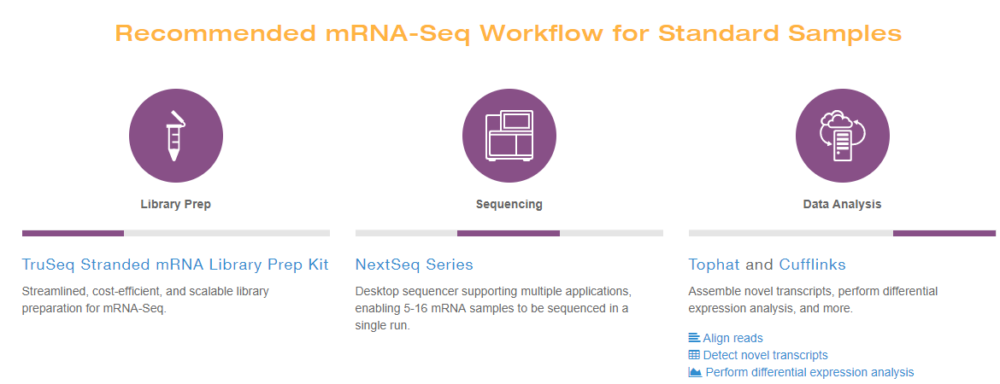 Recommended mRNA-Seq Workflow for Standard Samples
Library Prep
TruSeq Stranded mRNA Library Prep Kit
Streamlined, cost-efficient, and scalable library
preparation for mRNA-Seq.
Sequencing
NextSeq Series
Desktop sequencer supporting multiple applications,
enabling 5-16 mRNA samples to be sequenced in a
single run.
Data Analysis
Tophat and Cufflinks
Assemble novel transcripts, perform differential
expression analysis, and more.
Align reads
Detect novel transcripts
Perform differential expression analysis